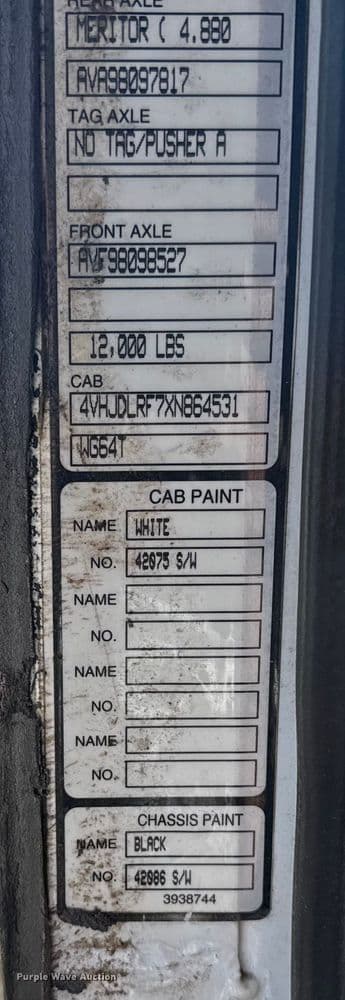 REAR AXLE
MERITOR ( 4.880
AVA98097817
TAG AXLE
NO TAG/PUSHER A
FRONT AXLE
AVF98098527
12,000 LBS
CAB
4VHJDLRF7XN864531
WG64T
CAB PAINT
NAME WHITE
NO. 42075 S/W
NAME
NO.
NAME
NO.
NAME
NO.
CHASSIS PAINT
NAME BLACK
NO. 42086 S/W
3938744
Purple Wave Auction